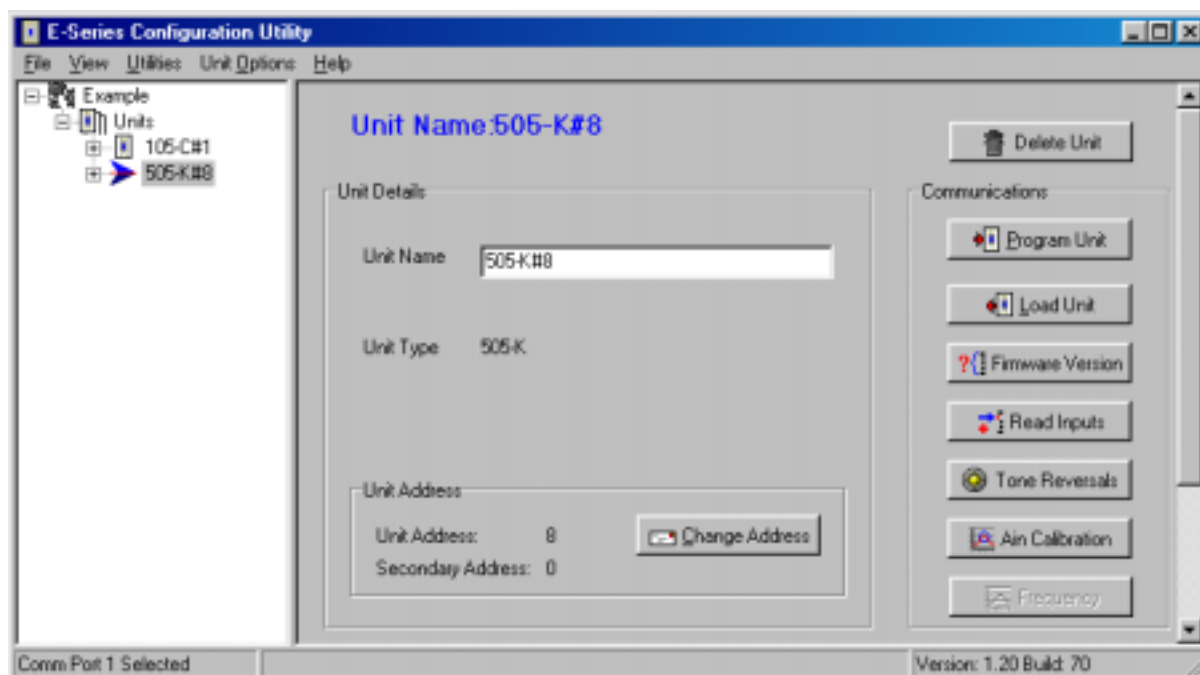 E-Series Configuration Utility
File View Utilities Unit Options Help
Example
Units
105-C#1
505-K#8
Unit Name:505-K#8
Delete Unit
Unit Details
Unit Name 505-K#8
Unit Type 505-K
Unit Address
Unit Address: 8
Secondary Address: 0
Change Address
Communications
Program Unit
Load Unit
Firmware Version
Read Inputs
Tone Reversals
Ain Calibration
Frequency
Comm Port 1 Selected
Version: 1.20 Build: 70